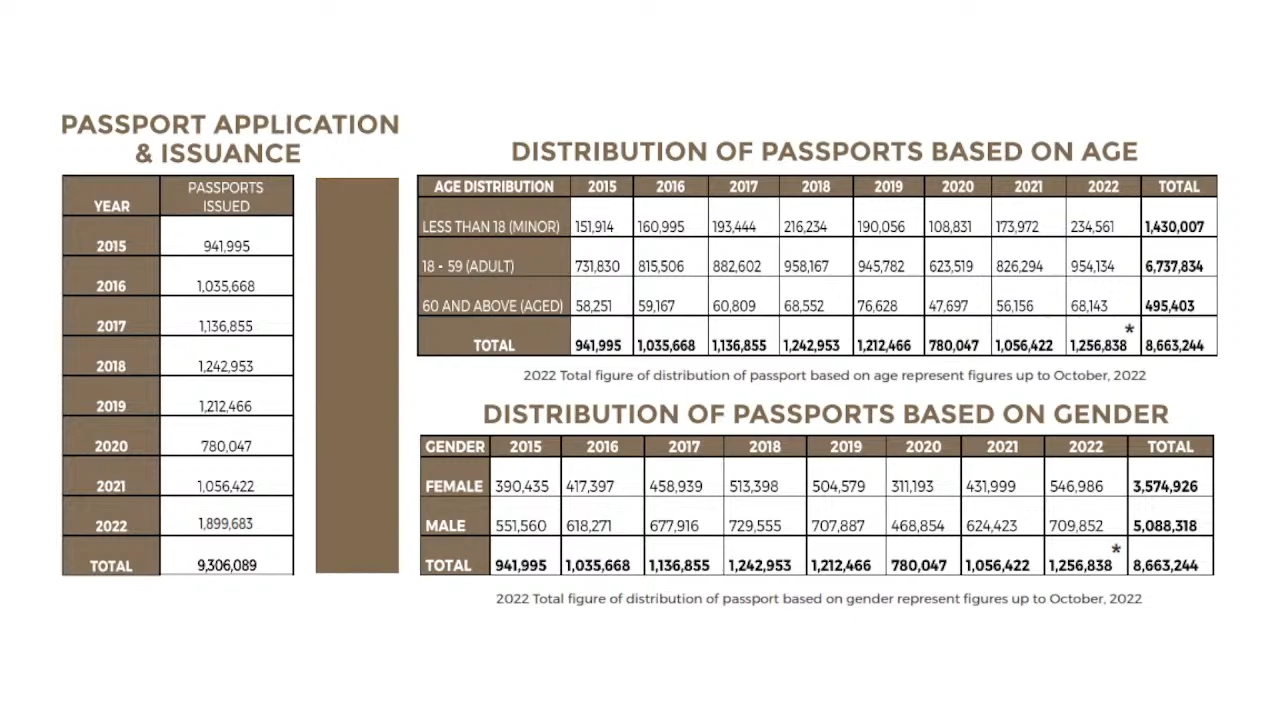 PASSPORT APPLICATION
& ISSUANCE
YEAR PASSPORTS ISSUED
2015 941,995
2016 1,035,668
2017 1,136,855
2018 1,242,953
2019 1,212,466
2020 780,047
2021 1,056,422
2022 1,899,683
TOTAL 9,306,089
DISTRIBUTION OF PASSPORTS BASED ON AGE
AGE DISTRIBUTION 2015 2016 2017 2018 2019 2020 2021 2022 TOTAL
LESS THAN 18 (MINOR) 151,914 160,995 193,444 216,234 190,056 108,831 173,972 234,561 1,430,007
18 - 59 (ADULT) 731,830 815,506 882,602 958,167 945,782 623,519 826,294 954,134 6,737,834
60 AND ABOVE (AGED) 58,251 59,167 60,809 68,552 76,628 47,697 56,156 68,143 495,403
TOTAL 941,995 1,035,668 1,136,855 1,242,953 1,212,466 780,047 1,056,422 1,256,838 * 8,663,244
2022 Total figure of distribution of passport based on age represent figures up to October, 2022
DISTRIBUTION OF PASSPORTS BASED ON GENDER
GENDER 2015 2016 2017 2018 2019 2020 2021 2022 TOTAL
FEMALE 390,435 417,397 458,939 513,398 504,579 311,193 431,999 546,986 3,574,926
MALE 551,560 618,271 677,916 729,555 707,887 468,854 624,423 709,852 5,088,318
TOTAL 941,995 1,035,668 1,136,855 1,242,953 1,212,466 780,047 1,056,422 1,256,838 * 8,663,244
2022 Total figure of distribution of passport based on gender represent figures up to October, 2022